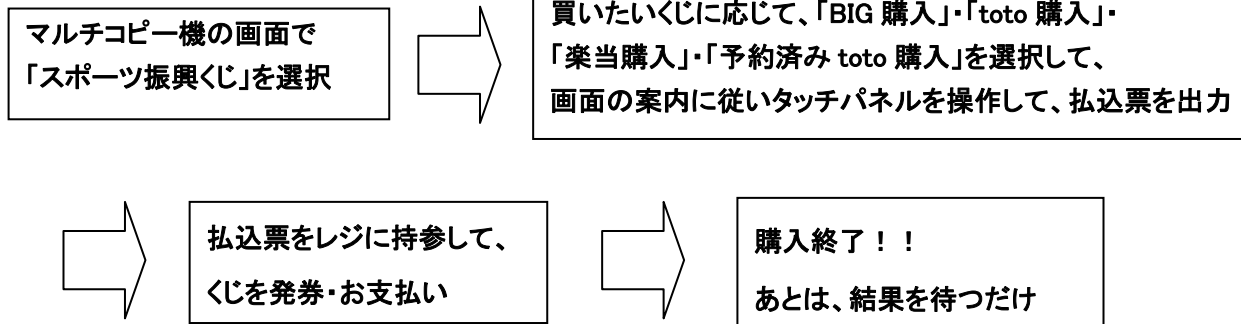 マルチコピー機の画面で
「スポーツ振興くじ」を選択
買いたいくじに応じて、「BIG 購入」・「toto 購入」・
「楽当購入」・「予約済み toto 購入」を選択して、
画面の案内に従いタッチパネルを操作して、払込票を出力
払込票をレジに持参して、
くじを発券・お支払い
購入終了！！
あとは、結果を待つだけ